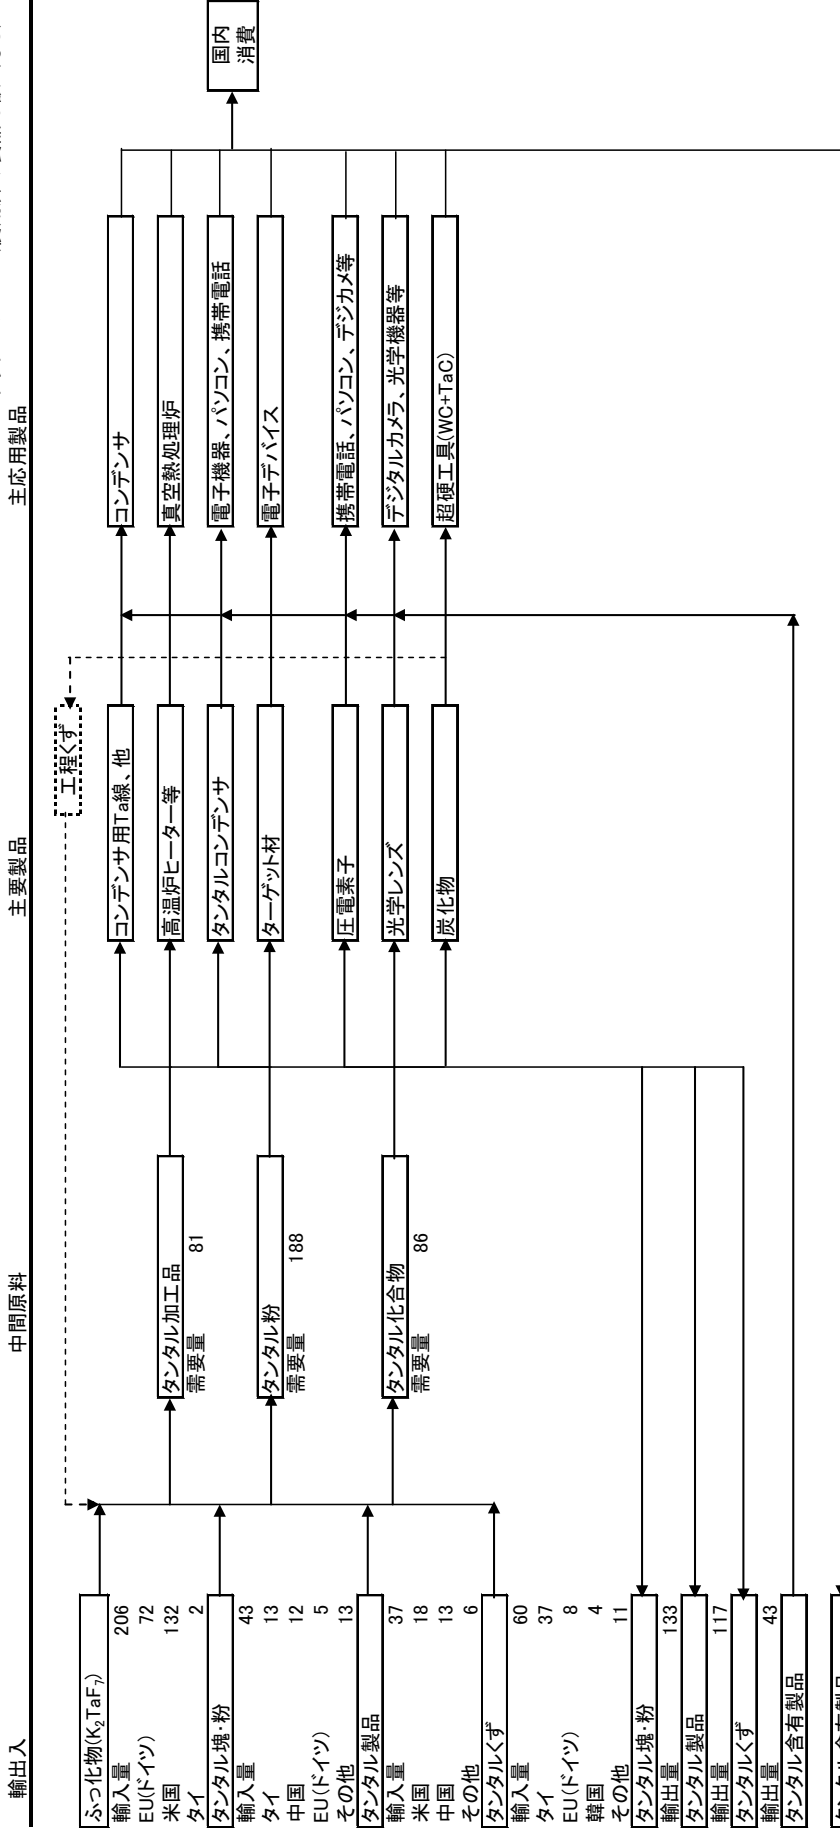 輸出入
中間原料
主要製品
主応用製品
ふっ化物(K₂TaF₇)
輸入量 206
EU(ドイツ) 72
米国 132
タイ 2
タンタル塊・粉
輸入量 43
タイ 13
中国 12
EU(ドイツ) 5
その他 13
タンタル製品
輸入量 37
米国 18
中国 13
その他 6
タンタルくず
輸入量 60
タイ 37
EU(ドイツ) 8
韓国 4
その他 11
タンタル塊・粉
輸出量 133
タンタル製品
輸出量 117
タンタルくず
輸出量 43
タンタル含有製品
タンタル加工品
需要量 81
タンタル粉
需要量 188
タンタル化合物
需要量 86
工程くず
コンデンサ用Ta線、他
高温炉ヒーター等
タンタルコンデンサ
ターゲット材
圧電素子
光学レンズ
炭化物
コンデンサ
真空熱処理炉
電子機器、パソコン、携帯電話
電子デバイス
携帯電話、パソコン、デジカメ等
デジタルカメラ、光学機器等
超硬工具(WC+TaC)
国内
消費